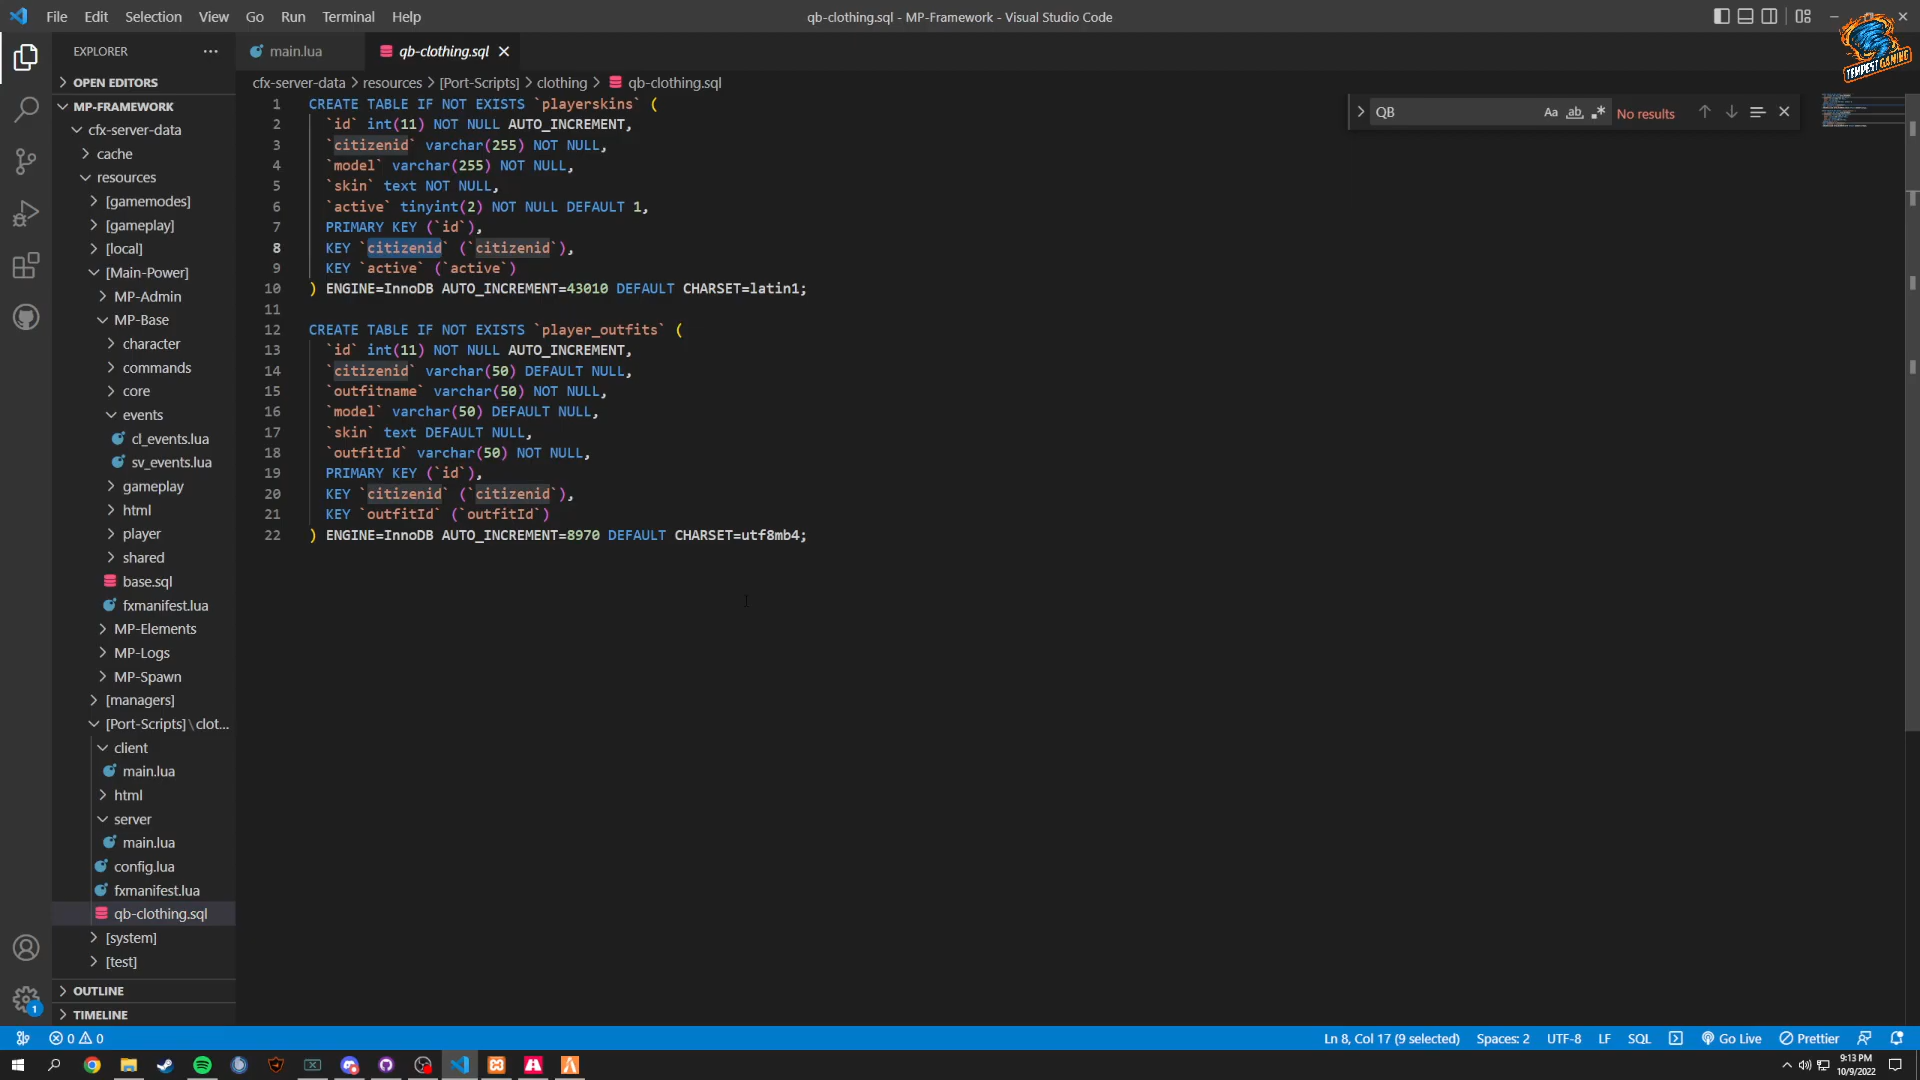 File Edit Selection View Go Run Terminal Help
qb-clothing.sql - MP-Framework - Visual Studio Code
TEMPEST GAMING
EXPLORER
OPEN EDITORS
MP-FRAMEWORK
cfx-server-data
cache
resources
[gamemodes]
[gameplay]
[local]
[Main-Power]
MP-Admin
MP-Base
character
commands
core
events
cl_events.lua
sv_events.lua
gameplay
html
player
shared
base.sql
fxmanifest.lua
MP-Elements
MP-Logs
MP-Spawn
[managers]
[Port-Scripts] \ clot...
client
main.lua
html
server
main.lua
config.lua
fxmanifest.lua
qb-clothing.sql
[system]
[test]
OUTLINE
TIMELINE
main.lua qb-clothing.sql
cfx-server-data > resources > [Port-Scripts] > clothing > qb-clothing.sql
QB Aa ab .* No results
1 CREATE TABLE IF NOT EXISTS `playerskins` (
2 `id` int(11) NOT NULL AUTO_INCREMENT,
3 `citizenid` varchar(255) NOT NULL,
4 `model` varchar(255) NOT NULL,
5 `skin` text NOT NULL,
6 `active` tinyint(2) NOT NULL DEFAULT 1,
7 PRIMARY KEY (`id`),
8 KEY `citizenid` (`citizenid`),
9 KEY `active` (`active`)
10 ) ENGINE=InnoDB AUTO_INCREMENT=43010 DEFAULT CHARSET=latin1;
11
12 CREATE TABLE IF NOT EXISTS `player_outfits` (
13 `id` int(11) NOT NULL AUTO_INCREMENT,
14 `citizenid` varchar(50) DEFAULT NULL,
15 `outfitname` varchar(50) NOT NULL,
16 `model` varchar(50) DEFAULT NULL,
17 `skin` text DEFAULT NULL,
18 `outfitId` varchar(50) NOT NULL,
19 PRIMARY KEY (`id`),
20 KEY `citizenid` (`citizenid`),
21 KEY `outfitId` (`outfitId`)
22 ) ENGINE=InnoDB AUTO_INCREMENT=8970 DEFAULT CHARSET=utf8mb4;
1
0 0 Ln 8, Col 17 (9 selected) Spaces: 2 UTF-8 LF SQL Go Live Prettier
9:13 PM
10/9/2022